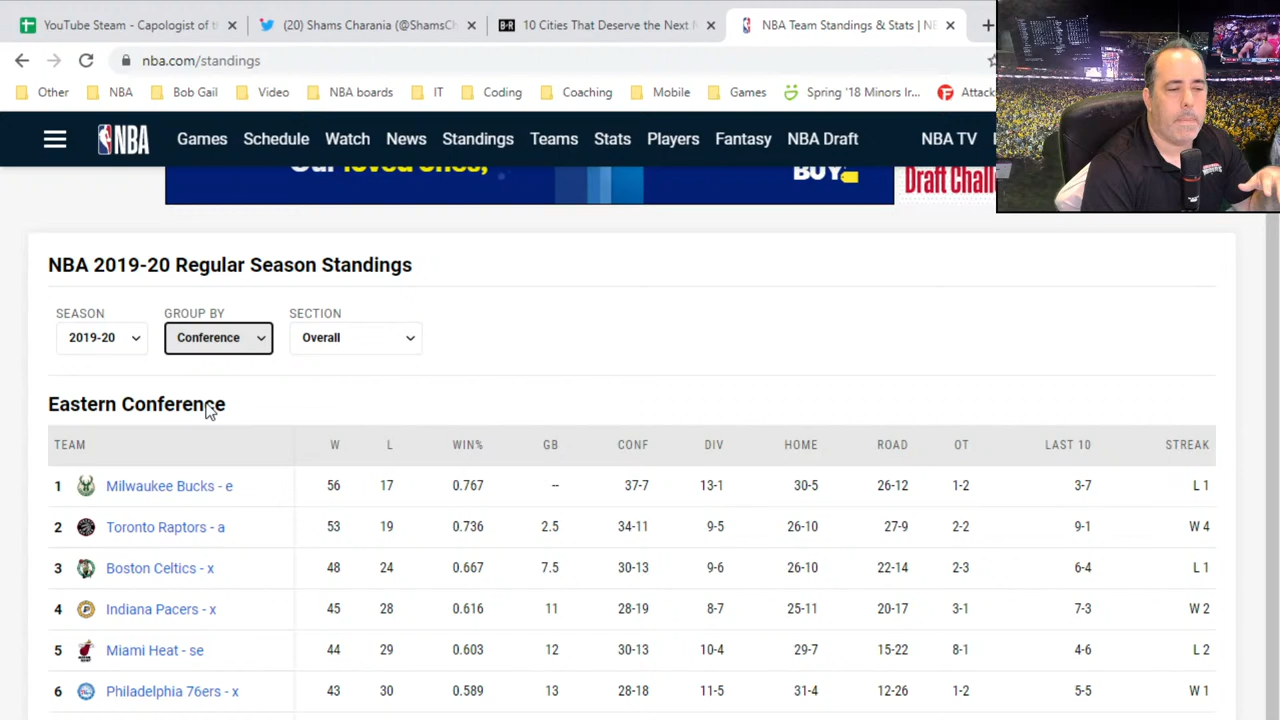 YouTube Steam - Capologist of t
(20) Shams Charania (@ShamsCh
B·R 10 Cities That Deserve the Next
NBA Team Standings & Stats | N
nba.com/standings
Other NBA Bob Gail Video NBA boards IT Coding Coaching Mobile Games Spring '18 Minors Ir... Attack
NBA Games Schedule Watch News Standings Teams Stats Players Fantasy NBA Draft NBA TV
Our loved ones,
BUY
Draft Chall
NBA 2019-20 Regular Season Standings
SEASON GROUP BY SECTION
2019-20 Conference Overall
Eastern Conference
TEAM W L WIN% GB CONF DIV HOME ROAD OT LAST 10 STREAK
1 Milwaukee Bucks - e 56 17 0.767 -- 37-7 13-1 30-5 26-12 1-2 3-7 L 1
2 Toronto Raptors - a 53 19 0.736 2.5 34-11 9-5 26-10 27-9 2-2 9-1 W 4
3 Boston Celtics - x 48 24 0.667 7.5 30-13 9-6 26-10 22-14 2-3 6-4 L 1
4 Indiana Pacers - x 45 28 0.616 11 28-19 8-7 25-11 20-17 3-1 7-3 W 2
5 Miami Heat - se 44 29 0.603 12 30-13 10-4 29-7 15-22 8-1 4-6 L 2
6 Philadelphia 76ers - x 43 30 0.589 13 28-18 11-5 31-4 12-26 1-2 5-5 W 1